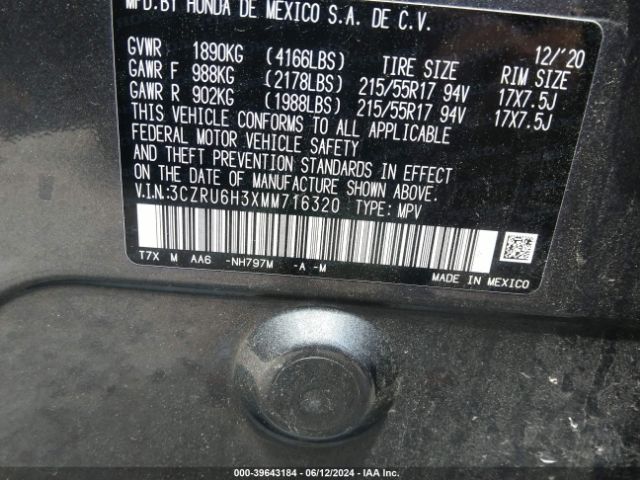 MFD.BY HONDA DE MEXICO S.A. DE C.V.
12/'20
GVWR 1890KG (4166LBS) TIRE SIZE RIM SIZE
GAWR F 988KG (2178LBS) 215/55R17 94V 17X7.5J
GAWR R 902KG (1988LBS) 215/55R17 94V 17X7.5J
THIS VEHICLE CONFORMS TO ALL APPLICABLE
FEDERAL MOTOR VEHICLE SAFETY
AND THEFT PREVENTION STANDARDS IN EFFECT
ON THE DATE OF MANUFACTURE SHOWN ABOVE.
V.I.N.:3CZRU6H3XMM716320 TYPE: MPV
T7X M AA6 -NH797M -A -M
MADE IN MEXICO
000-39643184 - 06/12/2024 - IAA Inc.